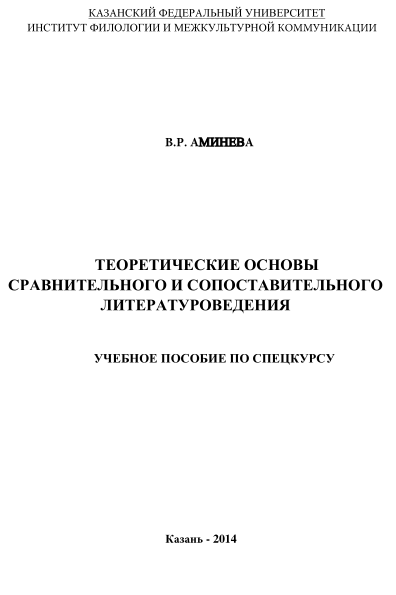 КАЗАНСКИЙ ФЕДЕРАЛЬНЫЙ УНИВЕРСИТЕТ
ИНСТИТУТ ФИЛОЛОГИИ И МЕЖКУЛЬТУРНОЙ КОММУНИКАЦИИ
В.Р. АМИНЕВА
ТЕОРЕТИЧЕСКИЕ ОСНОВЫ
СРАВНИТЕЛЬНОГО И СОПОСТАВИТЕЛЬНОГО
ЛИТЕРАТУРОВЕДЕНИЯ
УЧЕБНОЕ ПОСОБИЕ ПО СПЕЦКУРСУ
Казань - 2014